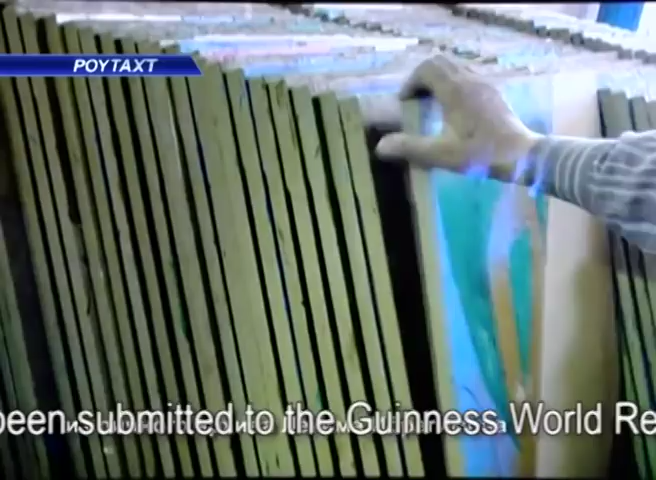 РОУТАХТ
been submitted to the Guinness World Re